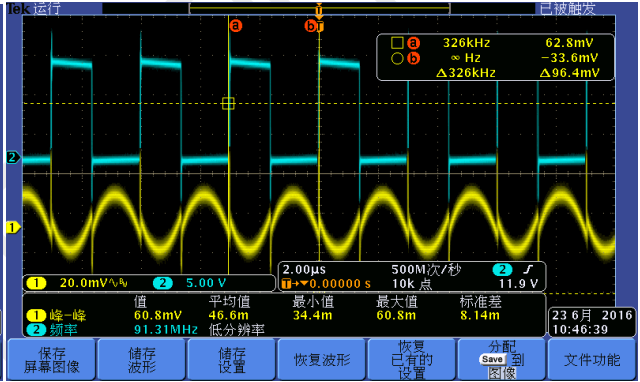 Tek 运行 已被触发
a b
a 326kHz 62.8mV
b ∞ Hz −33.6mV
Δ326kHz Δ96.4mV
2
1
1 20.0mV 2 5.00 V
2.00µs 500M次/秒 2
T→▼0.00000 s 10k 点 11.9 V
值 平均值 最小值 最大值 标准差
1 峰−峰 60.8mV 46.6m 34.4m 60.8m 8.14m
2 频率 91.31MHz 低分辨率
23 6月 2016
10:46:39
保存
屏幕图像
储存
波形
储存
设置
恢复波形
恢复
已有的
设置
分配
Save 到
图像
文件功能